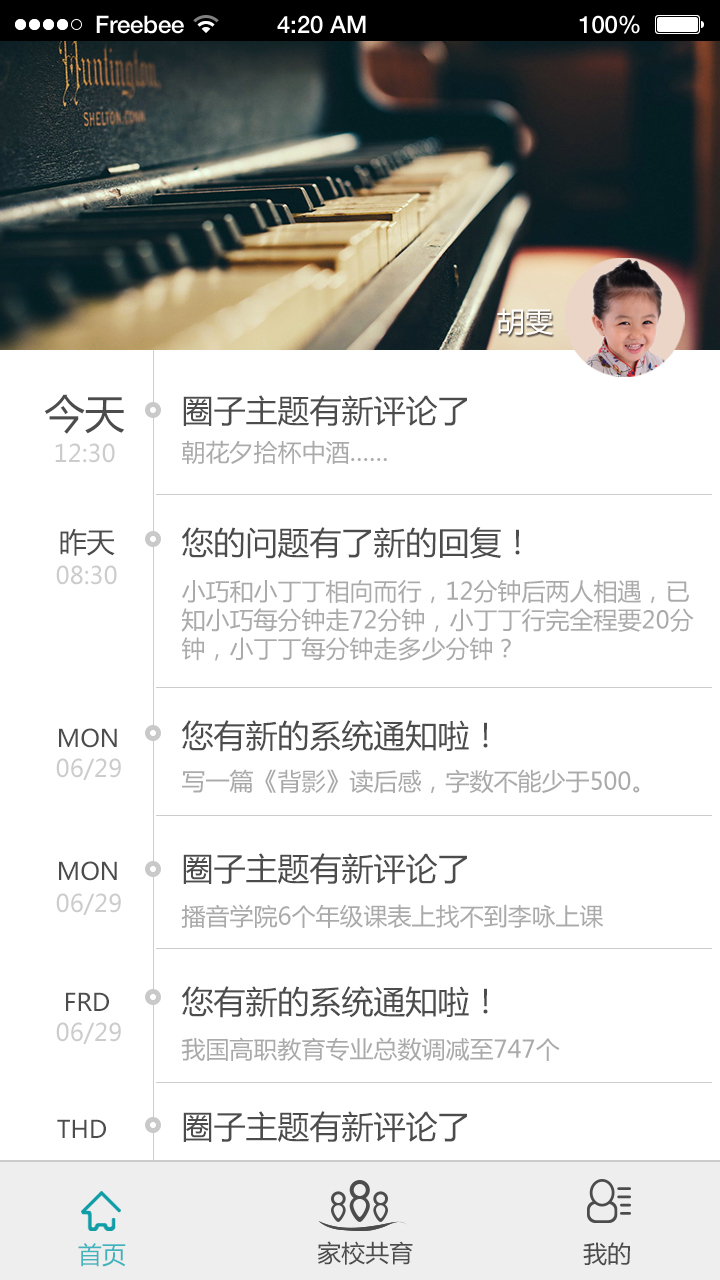 Freebee 4:20 AM 100%
Huntington.
SHELTON.CONN
胡雯
今天
12:30
圈子主题有新评论了
朝花夕拾杯中酒......
昨天
08:30
您的问题有了新的回复！
小巧和小丁丁相向而行，12分钟后两人相遇，已
知小巧每分钟走72分钟，小丁丁行完全程要20分
钟，小丁丁每分钟走多少分钟？
MON
06/29
您有新的系统通知啦！
写一篇《背影》读后感，字数不能少于500。
MON
06/29
圈子主题有新评论了
播音学院6个年级课表上找不到李咏上课
FRD
06/29
您有新的系统通知啦！
我国高职教育专业总数调减至747个
THD
圈子主题有新评论了
首页 家校共育 我的